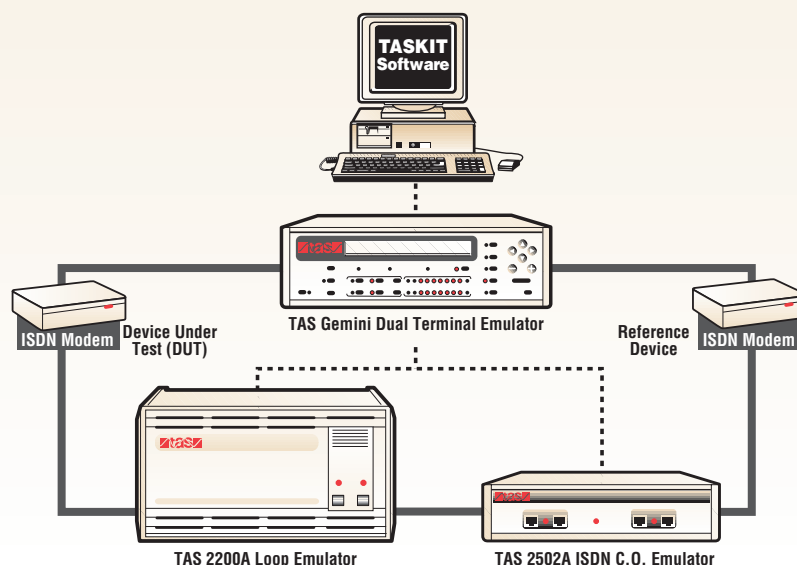 TASKIT
Software
tas
TAS Gemini Dual Terminal Emulator
ISDN Modem
Device Under
Test (DUT)
Reference
Device
ISDN Modem
tas
tas
TAS 2200A Loop Emulator
TAS 2502A ISDN C.O. Emulator